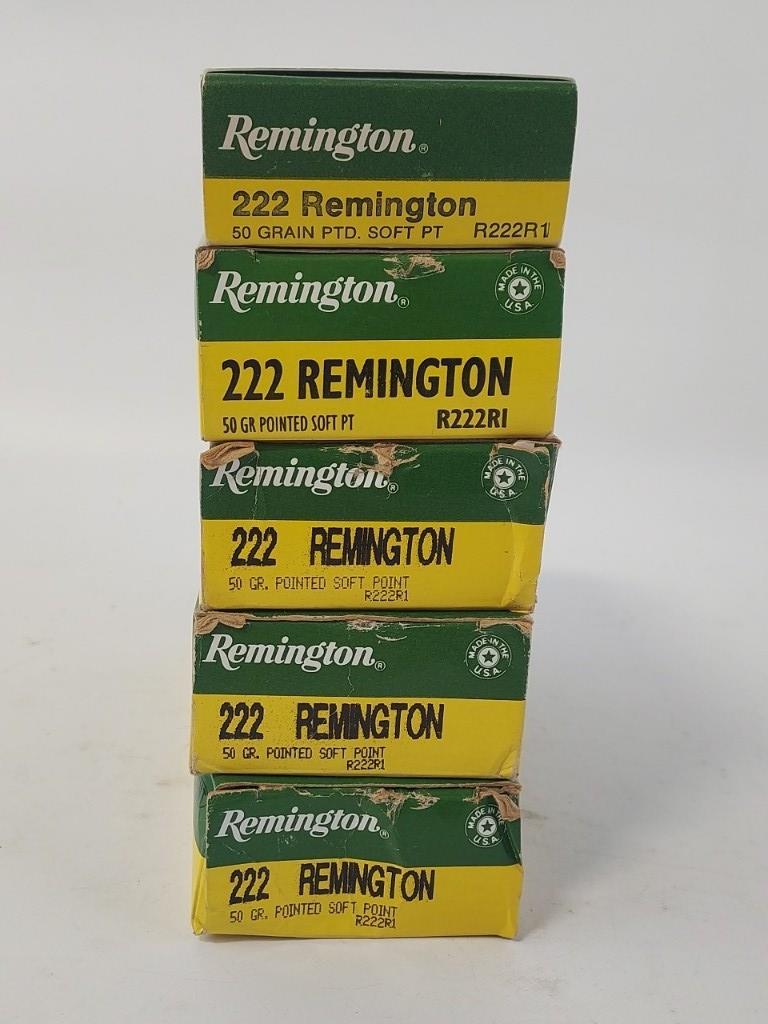 Remington®
222 Remington
50 GRAIN PTD. SOFT PT R222R1
Remington®
MADE IN THE U.S.A.
222 REMINGTON
50 GR POINTED SOFT PT R222R1
Remington®
MADE IN THE U.S.A.
222 REMINGTON
50 GR. POINTED SOFT POINT
R222R1
Remington®
MADE IN THE U.S.A.
222 REMINGTON
50 GR. POINTED SOFT POINT
R222R1
Remington®
MADE IN THE U.S.A.
222 REMINGTON
50 GR. POINTED SOFT POINT
R222R1